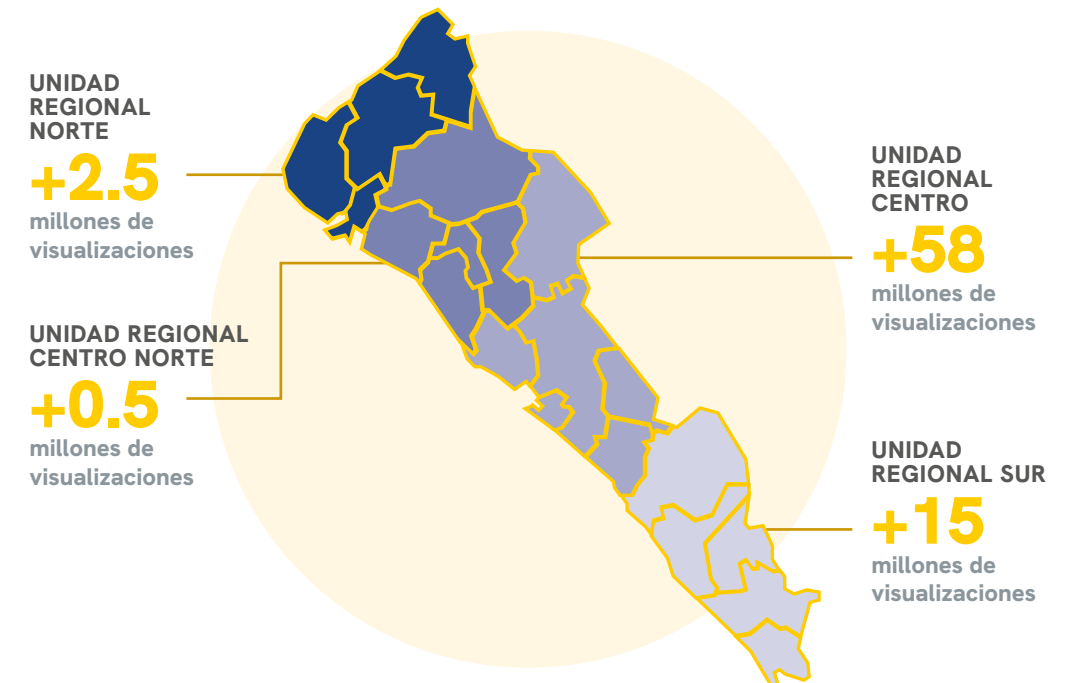 UNIDAD
REGIONAL
NORTE
+2.5
millones de
visualizaciones
UNIDAD REGIONAL
CENTRO NORTE
+0.5
millones de
visualizaciones
UNIDAD
REGIONAL
CENTRO
+58
millones de
visualizaciones
UNIDAD
REGIONAL SUR
+15
millones de
visualizaciones